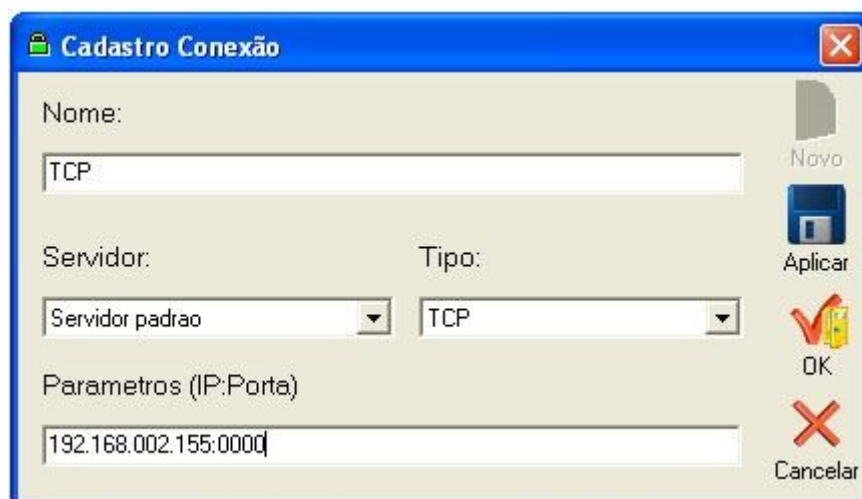 Cadastro Conexão
Nome:
Novo
TCP
Aplicar
Servidor:
Tipo:
Servidor padrao
TCP
OK
Parametros (IP:Porta)
192.168.002.155:0000
Cancelar